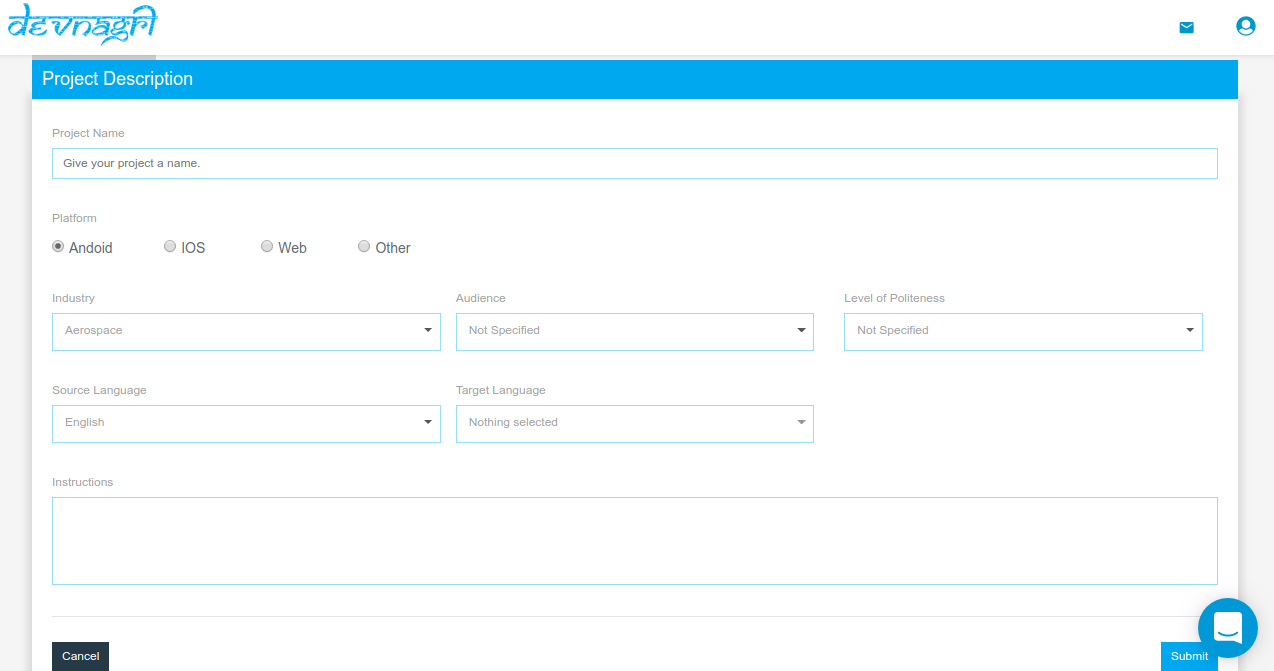 devnagri
Project Description
Project Name
Give your project a name.
Platform
Andoid IOS Web Other
Industry Audience Level of Politeness
Aerospace Not Specified Not Specified
Source Language Target Language
English Nothing selected
Instructions
Cancel Submit